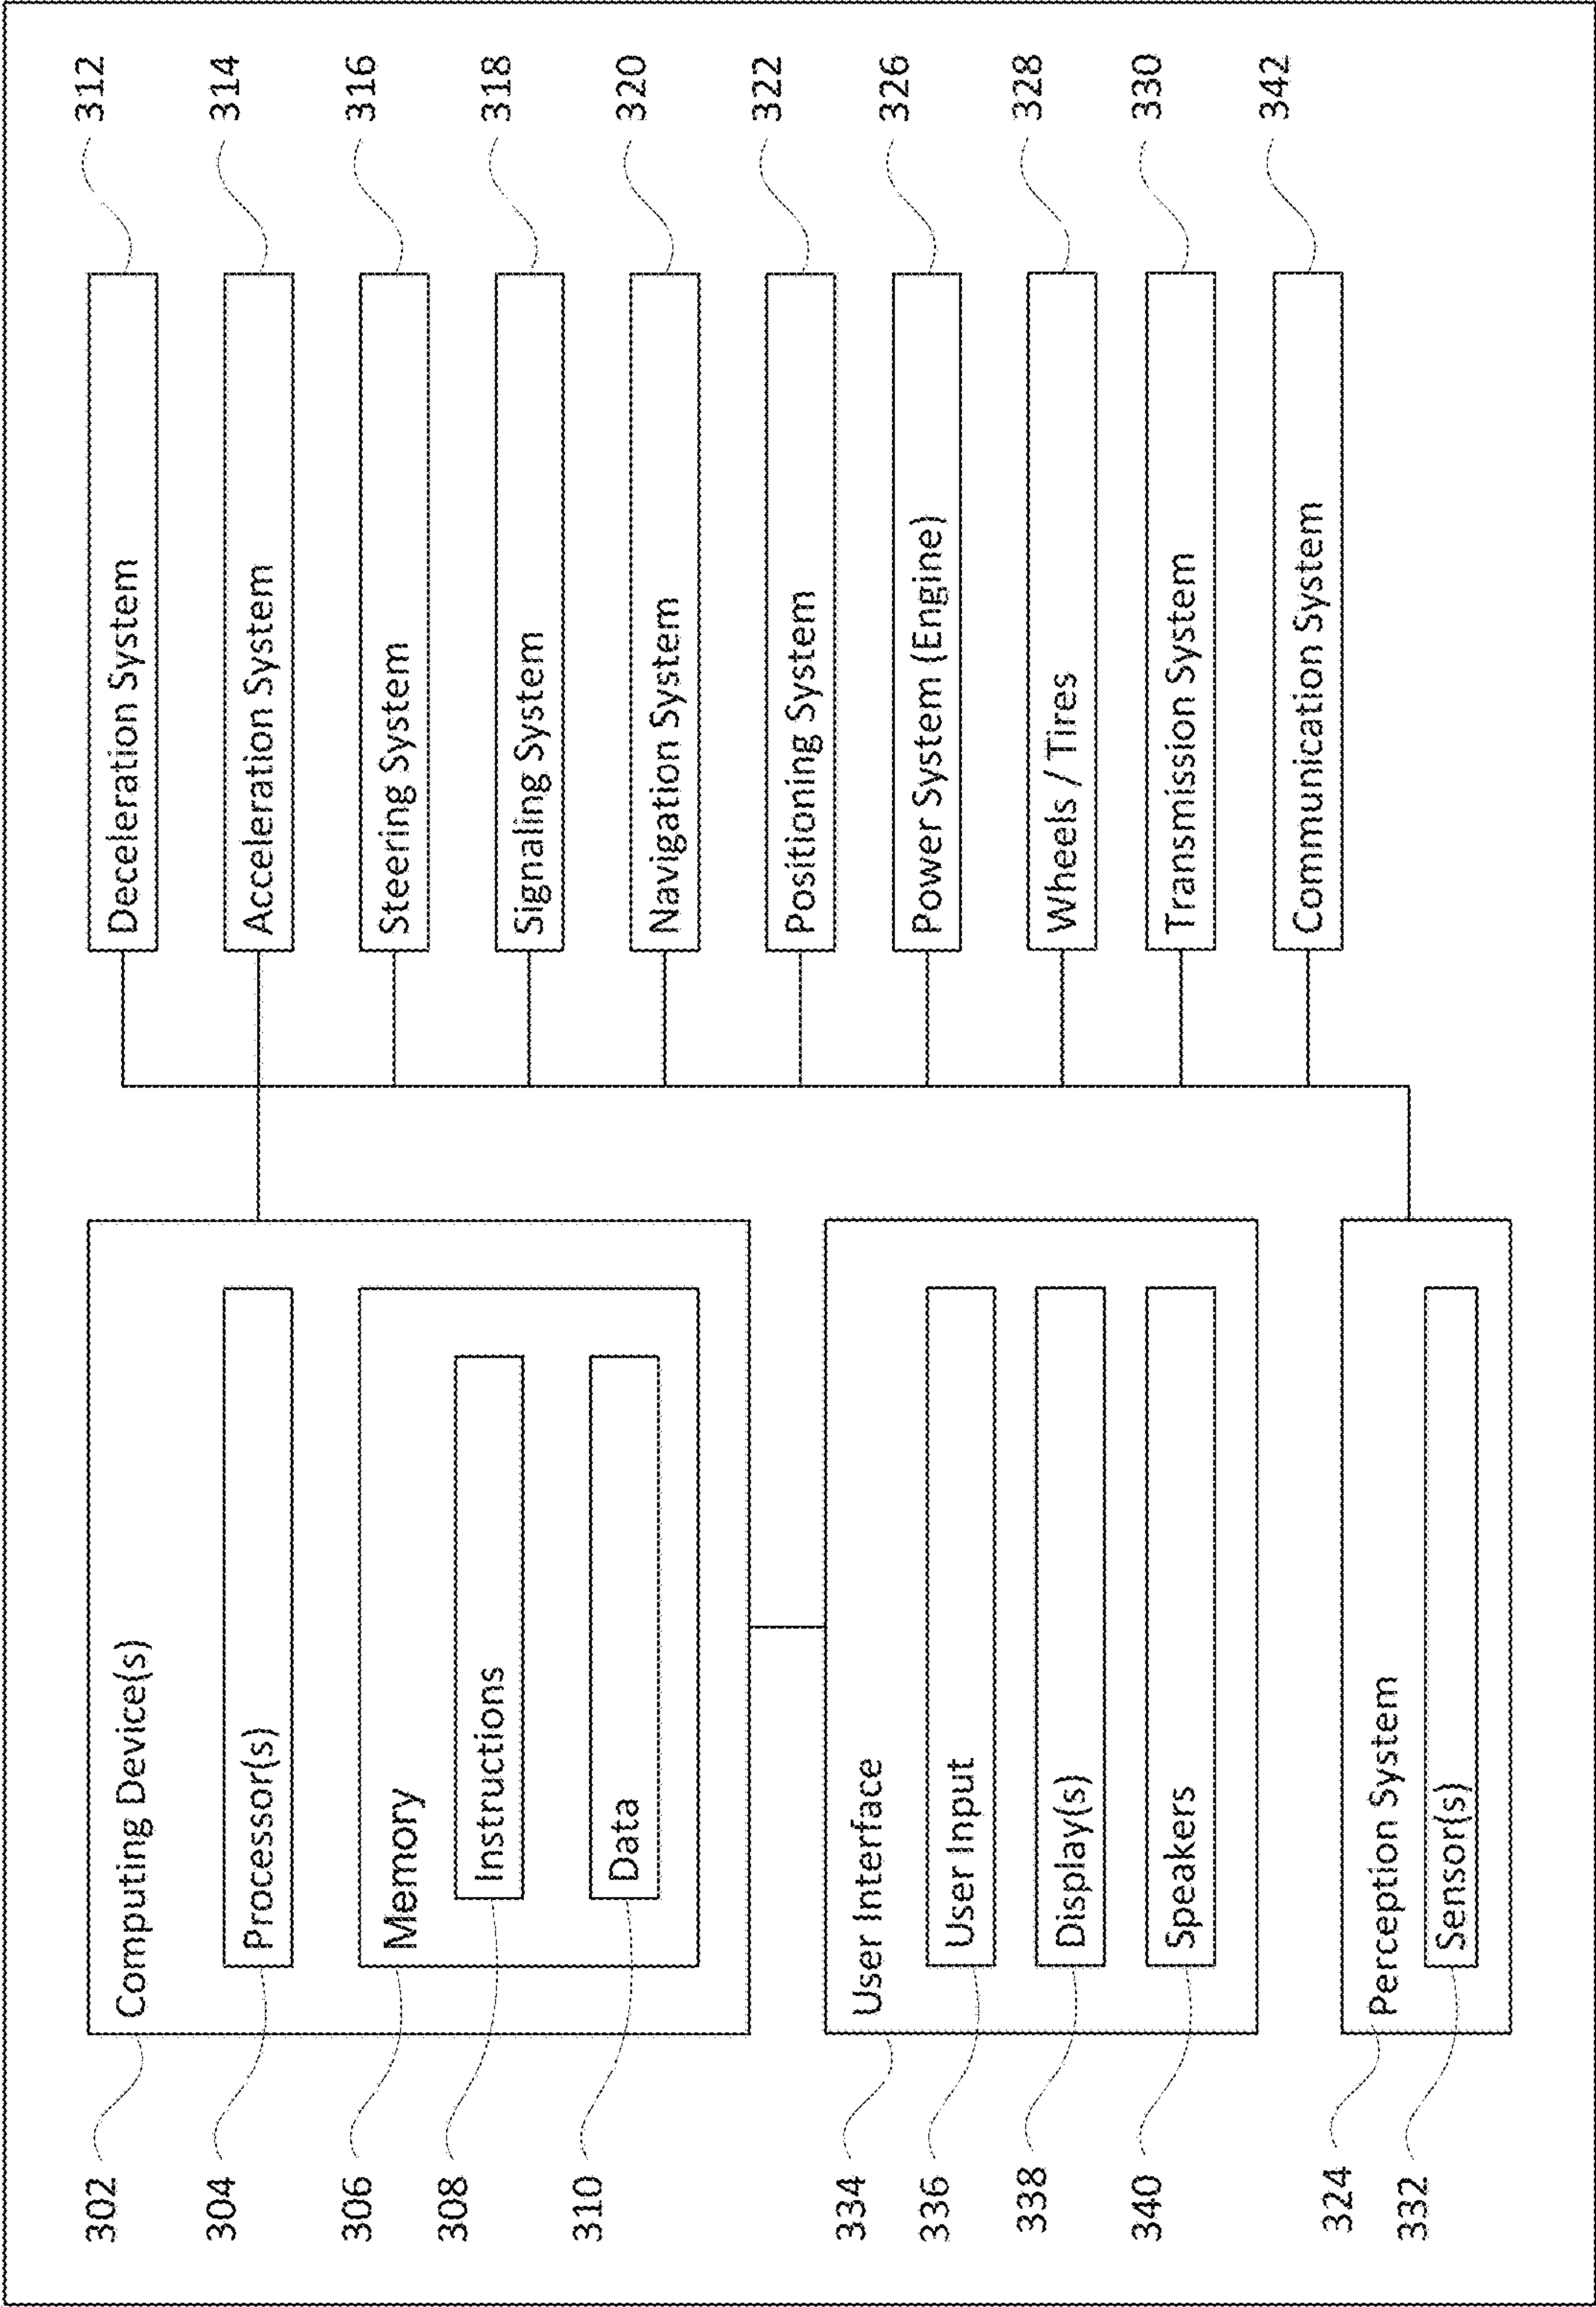 302
Computing Device(s)
304
Processor(s)
306
Memory
308
Instructions
310
Data
334
User Interface
336
User Input
338
Display(s)
340
Speakers
324
Perception System
332
Sensor(s)
Deceleration System
312
Acceleration System
314
Steering System
316
Signaling System
318
Navigation System
320
Positioning System
322
Power System (Engine)
326
Wheels / Tires
328
Transmission System
330
Communication System
342